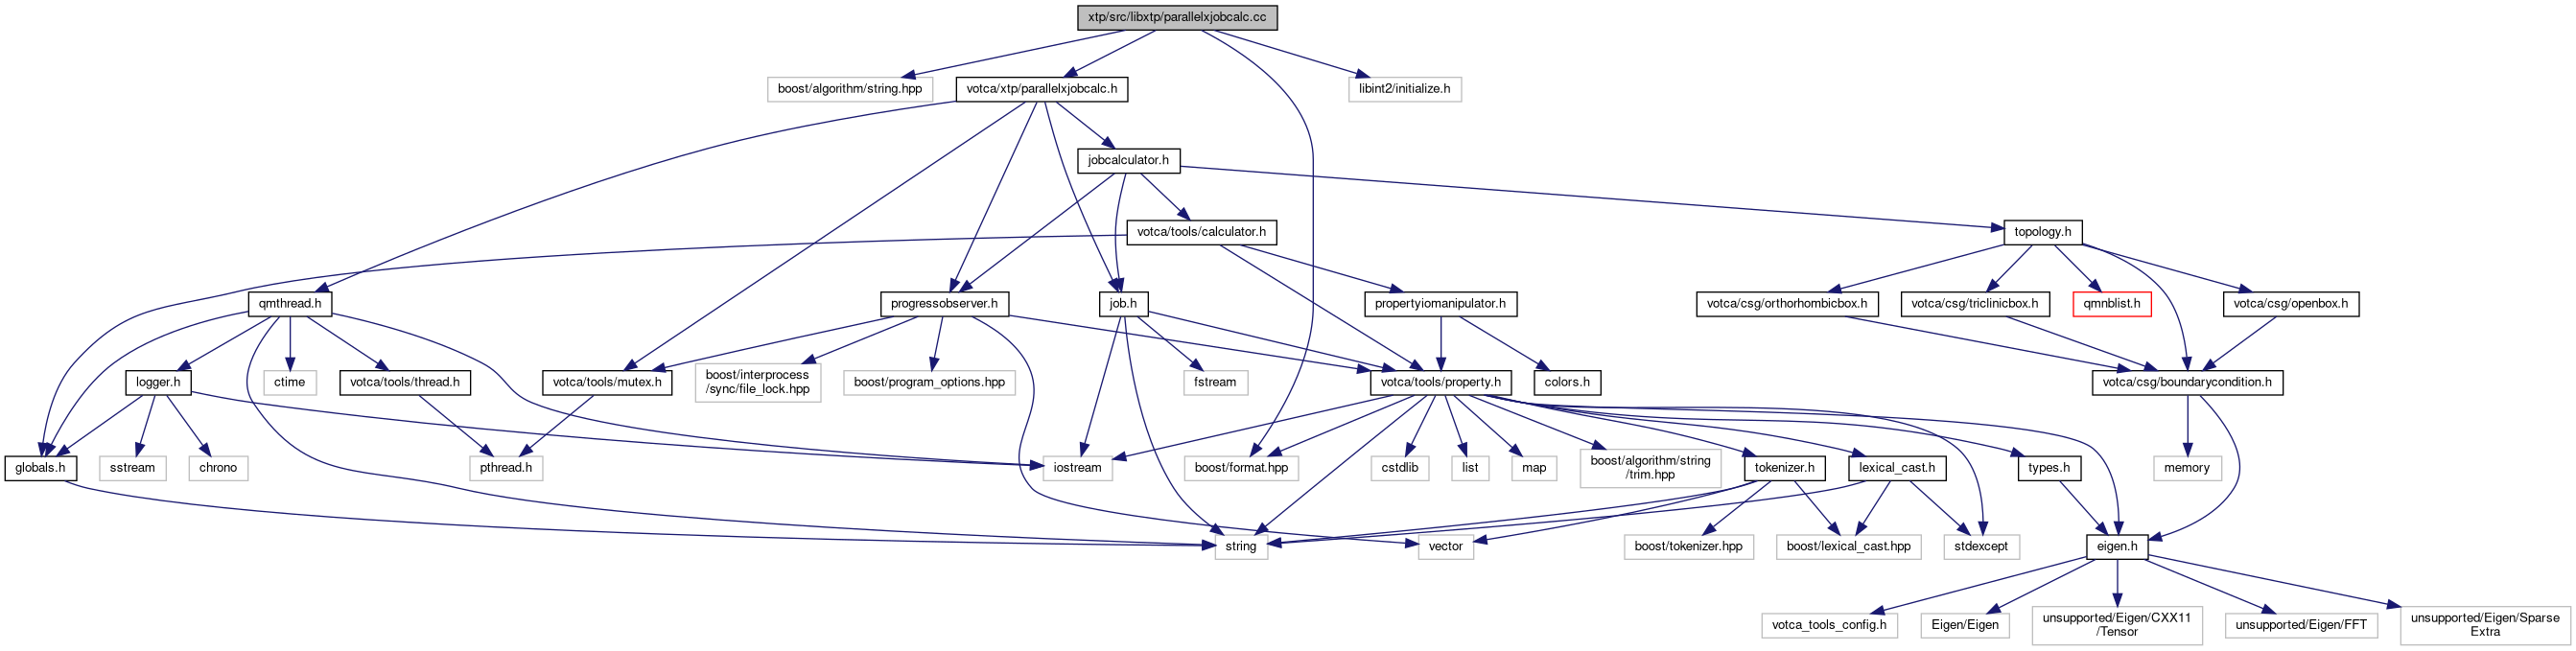 xtp/src/libxtp/parallelxjobcalc.cc
boost/algorithm/string.hpp
votca/xtp/parallelxjobcalc.h
libint2/initialize.h
jobcalculator.h
votca/tools/calculator.h
topology.h
qmthread.h
progressobserver.h
job.h
propertyiomanipulator.h
votca/csg/orthorhombicbox.h
votca/csg/triclinicbox.h
qmnblist.h
votca/csg/openbox.h
logger.h
ctime
votca/tools/thread.h
votca/tools/mutex.h
boost/interprocess
/sync/file_lock.hpp
boost/program_options.hpp
fstream
votca/tools/property.h
colors.h
votca/csg/boundarycondition.h
globals.h
sstream
chrono
pthread.h
iostream
boost/format.hpp
cstdlib
list
map
boost/algorithm/string
/trim.hpp
tokenizer.h
lexical_cast.h
types.h
memory
string
vector
boost/tokenizer.hpp
boost/lexical_cast.hpp
stdexcept
eigen.h
votca_tools_config.h
Eigen/Eigen
unsupported/Eigen/CXX11
/Tensor
unsupported/Eigen/FFT
unsupported/Eigen/Sparse
Extra